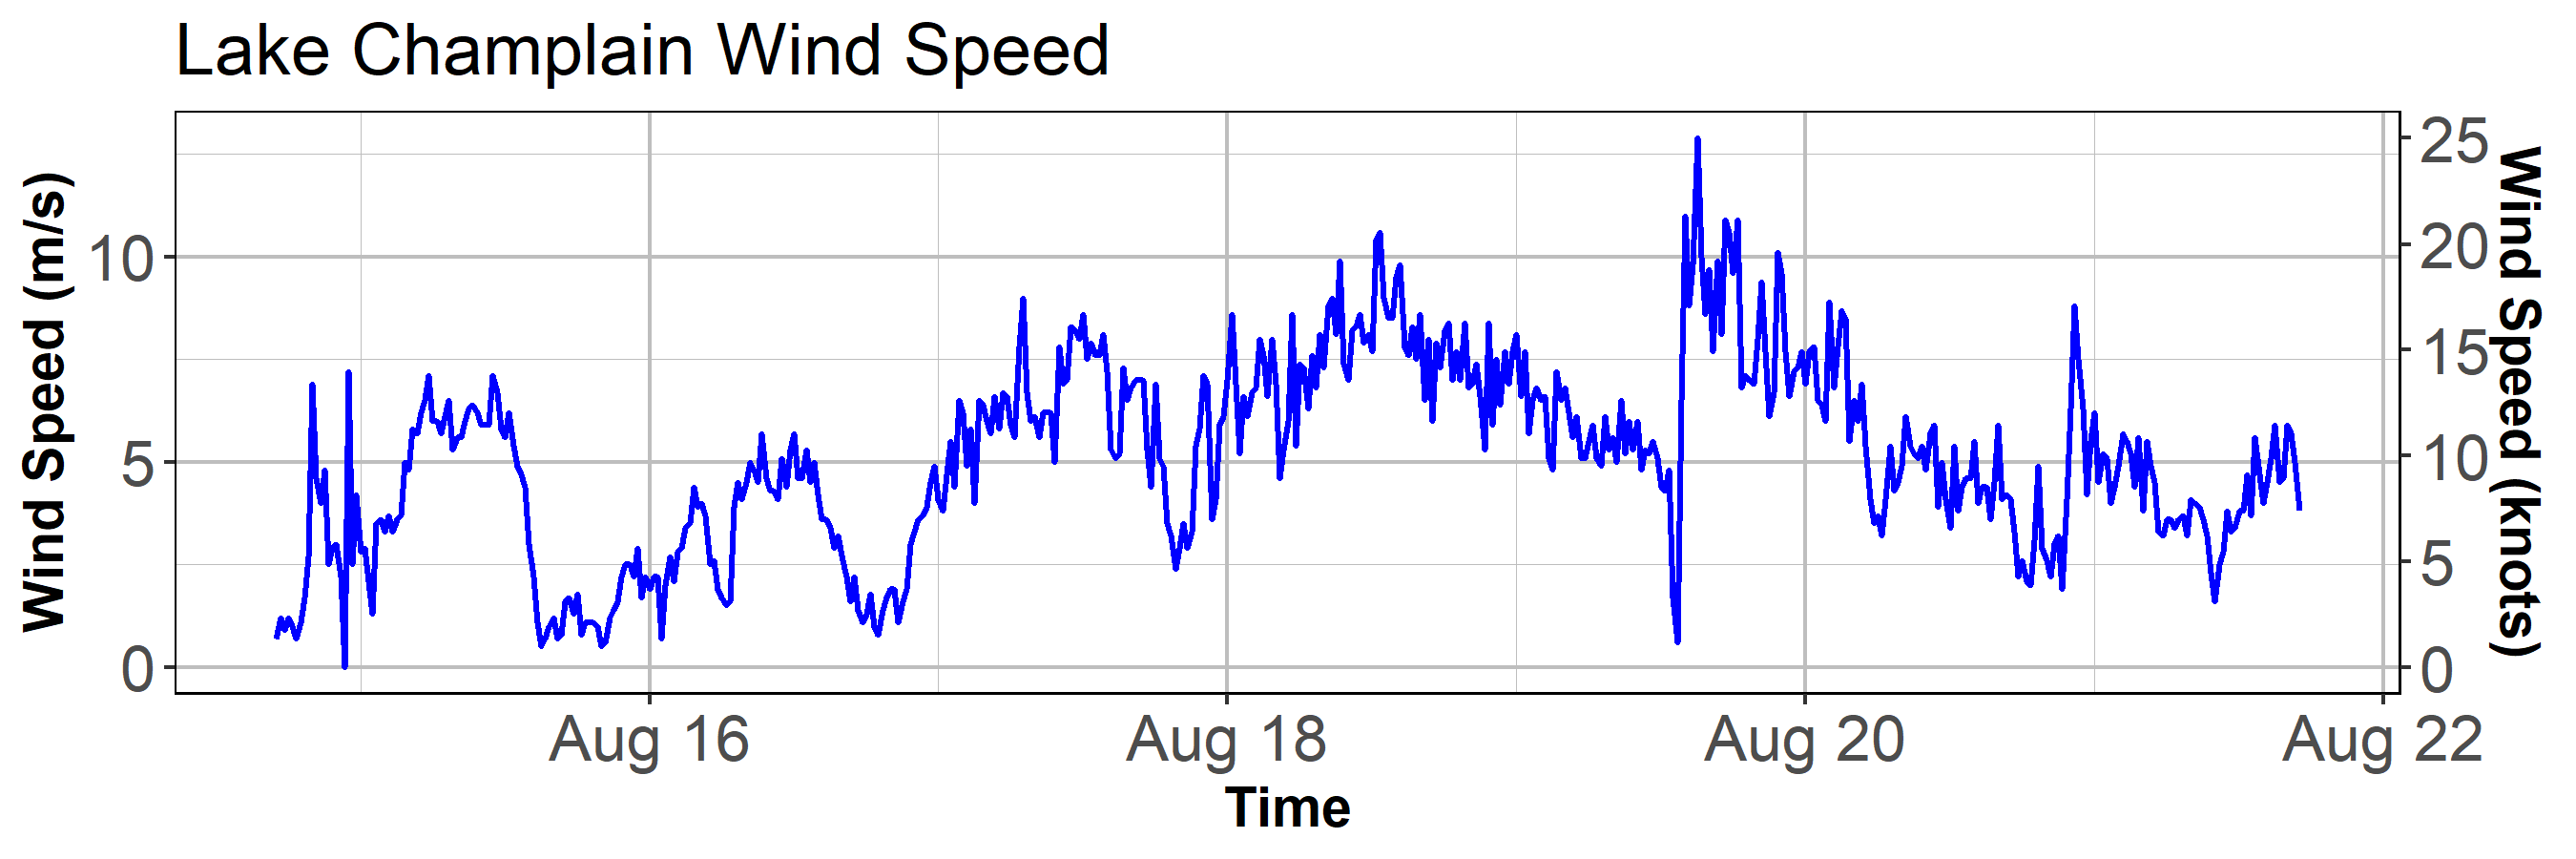 Lake Champlain Wind Speed
Wind Speed (m/s)
10
5
0
25
20
15
10
5
0
Wind Speed (knots)
Aug 16
Aug 18
Aug 20
Aug 22
Time